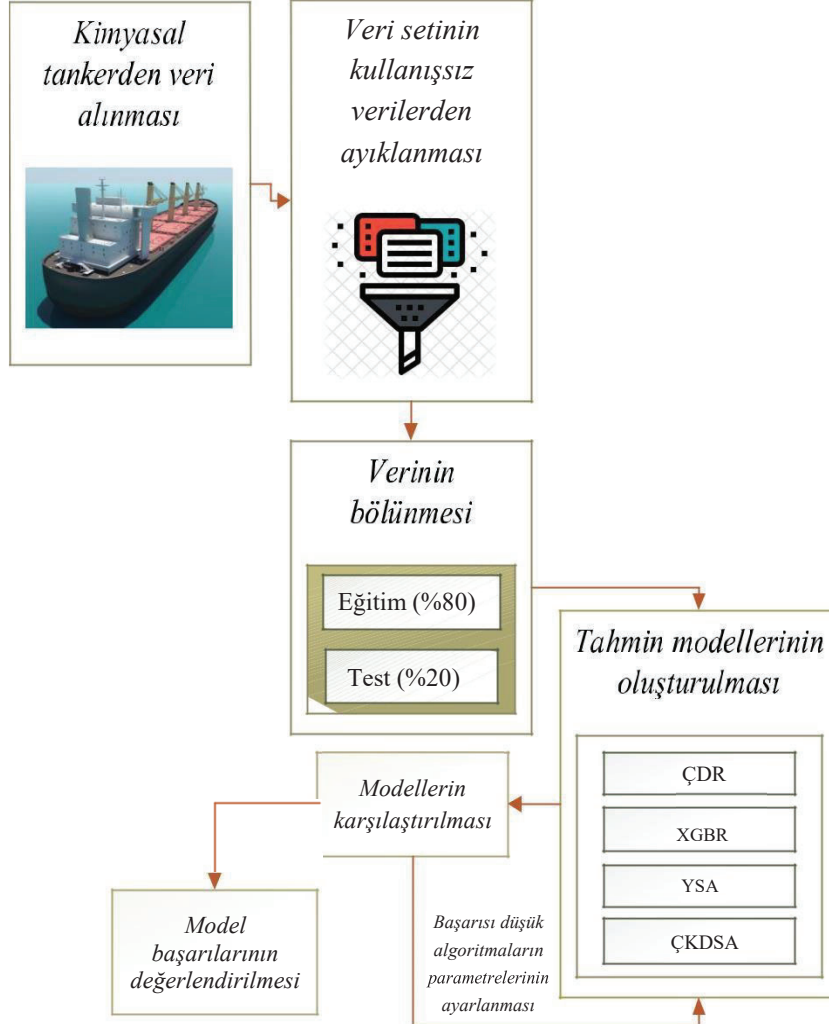 Kimyasal
tankerden veri
alınması
Veri setinin
kullanışsız
verilerden
ayıklanması
Verinin
bölünmesi
Eğitim (%80)
Test (%20)
Tahmin modellerinin
oluşturulması
ÇDR
XGBR
YSA
ÇKDSA
Modellerin
karşılaştırılması
Model
başarılarının
değerlendirilmesi
Başarısı düşük
algoritmaların
parametrelerinin
ayarlanması